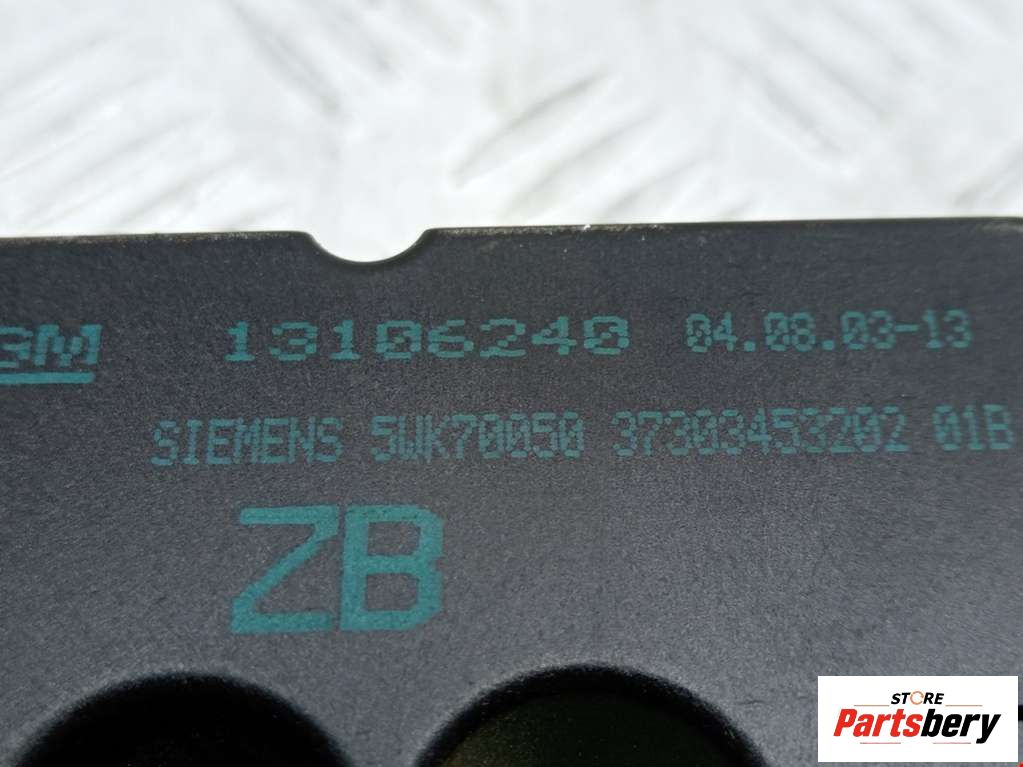 GM 13106240 04.08.03-13
SIEMENS 5WK70050 37303453202 01B
ZB
STORE
Partsbery